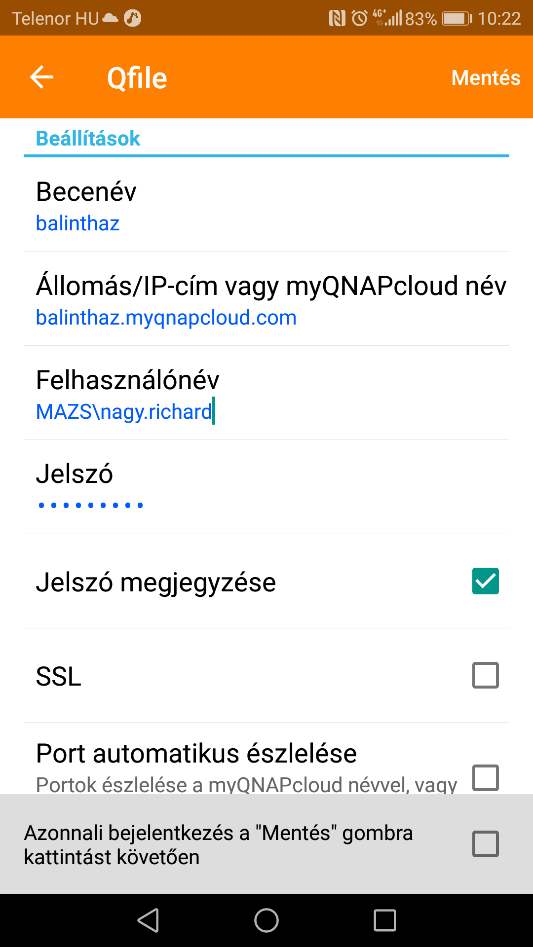 Telenor HU 4G+ 83% 10:22
Qfile Mentés
Beállítások
Becenév
balinthaz
Állomás/IP-cím vagy myQNAPcloud név
balinthaz.myqnapcloud.com
Felhasználónév
MAZS\nagy.richard
Jelszó
•••••••••
Jelszó megjegyzése
SSL
Port automatikus észlelése
Portok észlelése a myQNAPcloud névvel, vagy
Azonnali bejelentkezés a "Mentés" gombra
kattintást követően